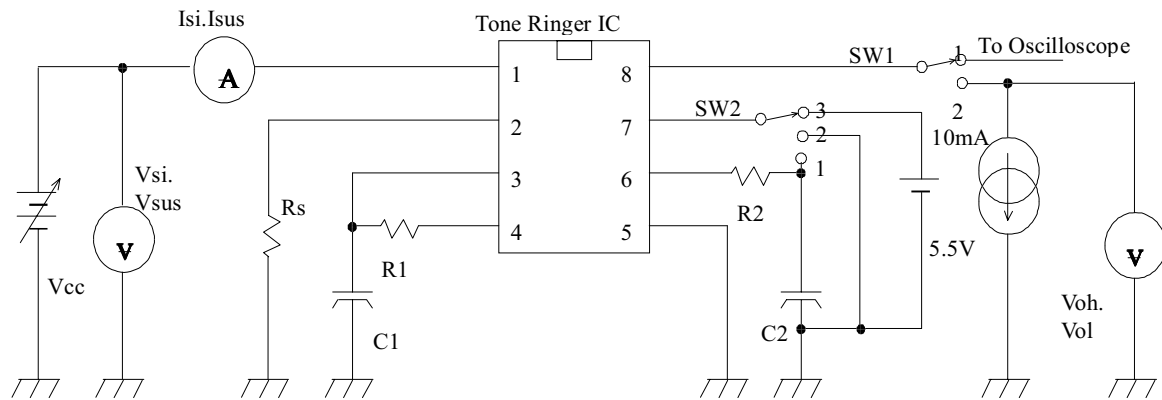 Isi.Isus
Tone Ringer IC
A
1
2
3
4
8
7
6
5
SW1
1
To Oscilloscope
2
SW2
3
2
1
10mA
Vsi.
Vsus
V
Vcc
Rs
R1
C1
R2
C2
5.5V
V
Voh.
Vol